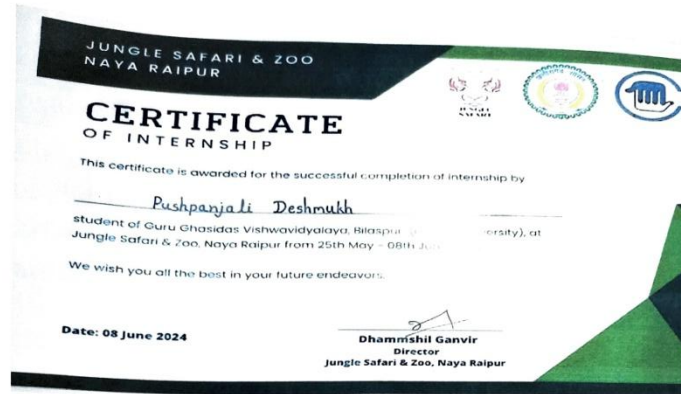 JUNGLE SAFARI & ZOO
NAYA RAIPUR
JUNGLE
SAFARI
CERTIFICATE
OF INTERNSHIP
This certificate is awarded for the successful completion of internship by
Pushpanjali Deshmukh
student of Guru Ghasidas Vishwavidyalaya, Bilaspur ersity), at
Jungle Safari & Zoo, Naya Raipur from 25th May - 08th
We wish you all the best in your future endeavors.
Date: 08 June 2024
Dhammshil Ganvir
Director
Jungle Safari & Zoo, Naya Raipur